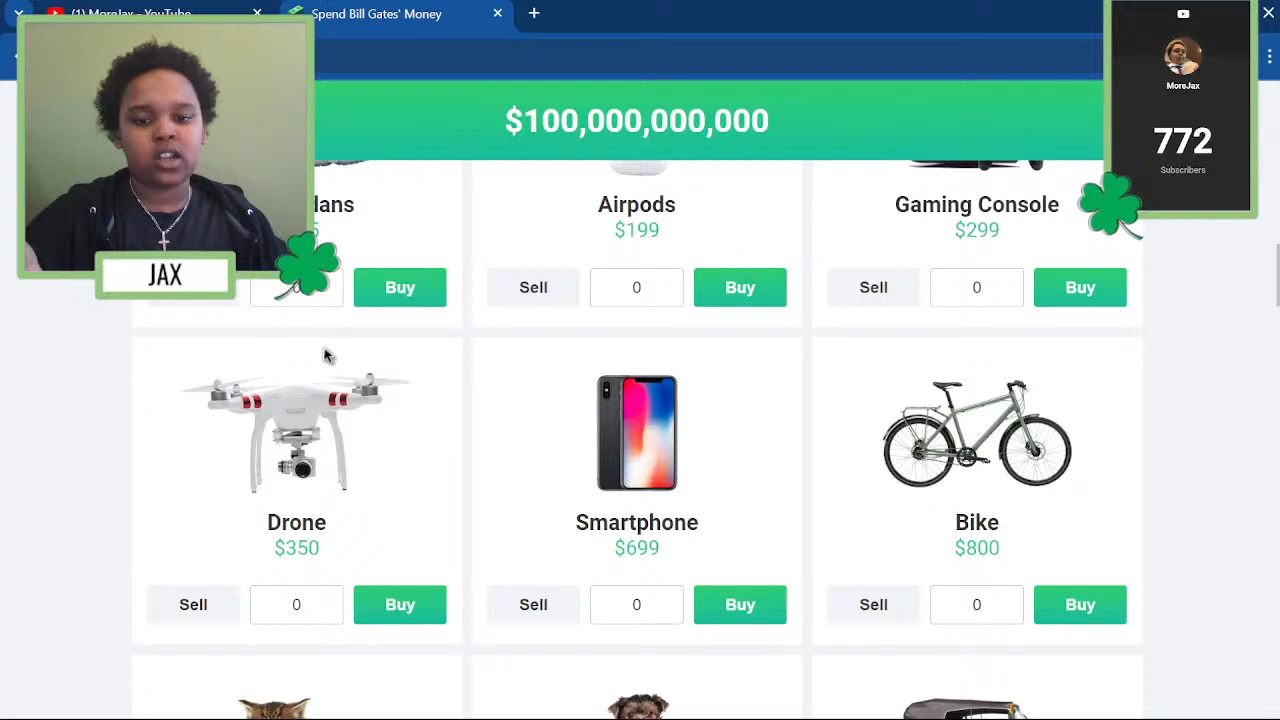 (1) MoreJax - YouTube
Spend Bill Gates' Money
MoreJax
772
Subscribers
JAX
$100,000,000,000
Airpods
$199
Sell
0
Buy
Gaming Console
$299
Sell
0
Buy
Buy
Drone
$350
Sell
0
Buy
Smartphone
$699
Sell
0
Buy
Bike
$800
Sell
0
Buy